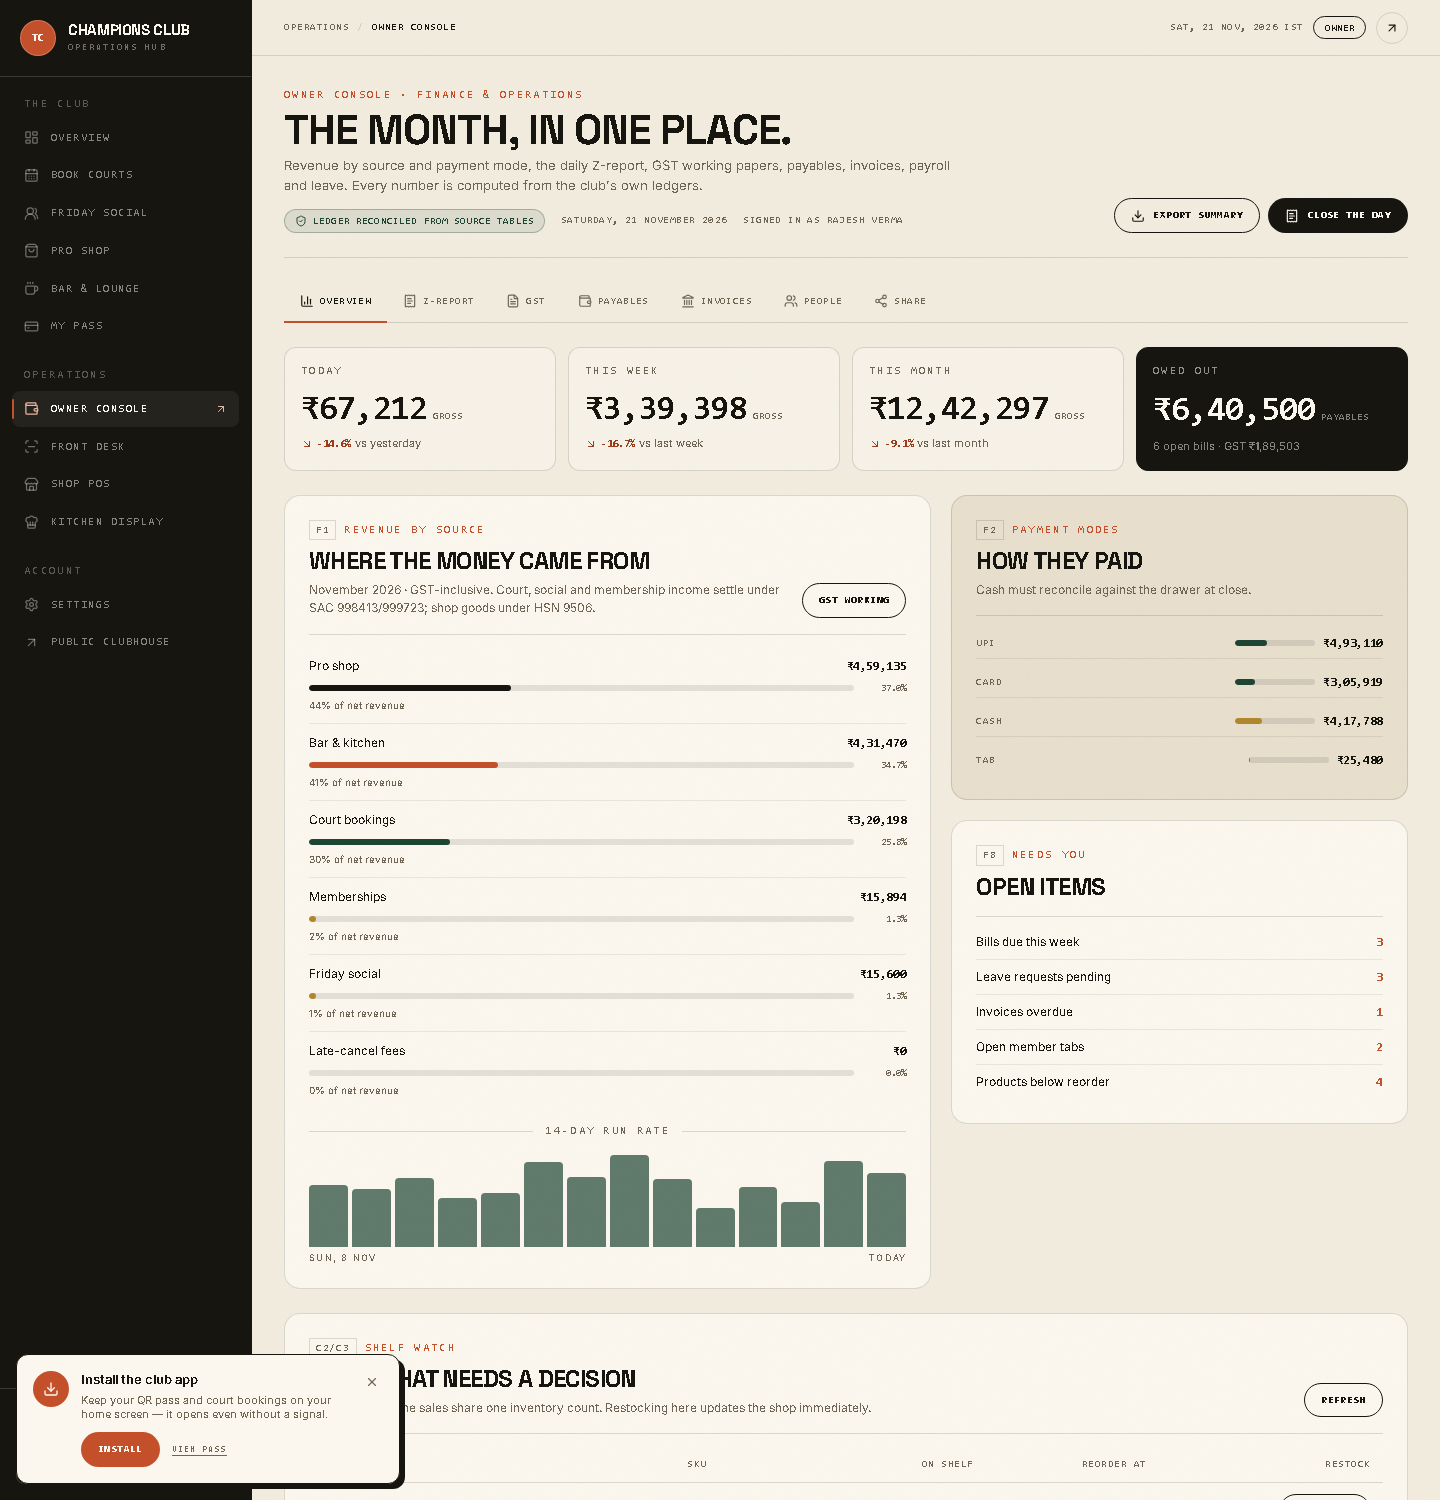 TC
CHAMPIONS CLUB
OPERATIONS HUB
THE CLUB
OVERVIEW
BOOK COURTS
FRIDAY SOCIAL
PRO SHOP
BAR & LOUNGE
MY PASS
OPERATIONS
OWNER CONSOLE
FRONT DESK
SHOP POS
KITCHEN DISPLAY
ACCOUNT
SETTINGS
PUBLIC CLUBHOUSE
OPERATIONS / OWNER CONSOLE
SAT, 21 NOV, 2026 IST
OWNER
OWNER CONSOLE · FINANCE & OPERATIONS
THE MONTH, IN ONE PLACE.
Revenue by source and payment mode, the daily Z-report, GST working papers, payables, invoices, payroll
and leave. Every number is computed from the club's own ledgers.
LEDGER RECONCILED FROM SOURCE TABLES
SATURDAY, 21 NOVEMBER 2026
SIGNED IN AS RAJESH VERMA
EXPORT SUMMARY
CLOSE THE DAY
OVERVIEW
Z-REPORT
GST
PAYABLES
INVOICES
PEOPLE
SHARE
TODAY
₹67,212 GROSS
-14.6% vs yesterday
THIS WEEK
₹3,39,398 GROSS
-16.7% vs last week
THIS MONTH
₹12,42,297 GROSS
-9.1% vs last month
OWED OUT
₹6,40,500 PAYABLES
6 open bills · GST ₹1,89,503
F1 REVENUE BY SOURCE
WHERE THE MONEY CAME FROM
November 2026 · GST-inclusive. Court, social and membership income settle under
SAC 998413/999723; shop goods under HSN 9506.
GST WORKING
Pro shop ₹4,59,135
37.0%
44% of net revenue
Bar & kitchen ₹4,31,470
34.7%
41% of net revenue
Court bookings ₹3,20,198
25.8%
30% of net revenue
Memberships ₹15,894
1.3%
2% of net revenue
Friday social ₹15,600
1.3%
1% of net revenue
Late-cancel fees ₹0
0.0%
0% of net revenue
14-DAY RUN RATE
SUN, 8 NOV
TODAY
F2 PAYMENT MODES
HOW THEY PAID
Cash must reconcile against the drawer at close.
UPI ₹4,93,110
CARD ₹3,05,919
CASH ₹4,17,788
TAB ₹25,480
F8 NEEDS YOU
OPEN ITEMS
Bills due this week 3
Leave requests pending 3
Invoices overdue 1
Open member tabs 2
Products below reorder 4
C2/C3 SHELF WATCH
HAT NEEDS A DECISION
ne sales share one inventory count. Restocking here updates the shop immediately.
REFRESH
SKU
ON SHELF
REORDER AT
RESTOCK
Install the club app
Keep your QR pass and court bookings on your
home screen — it opens even without a signal.
INSTALL
VIEW PASS